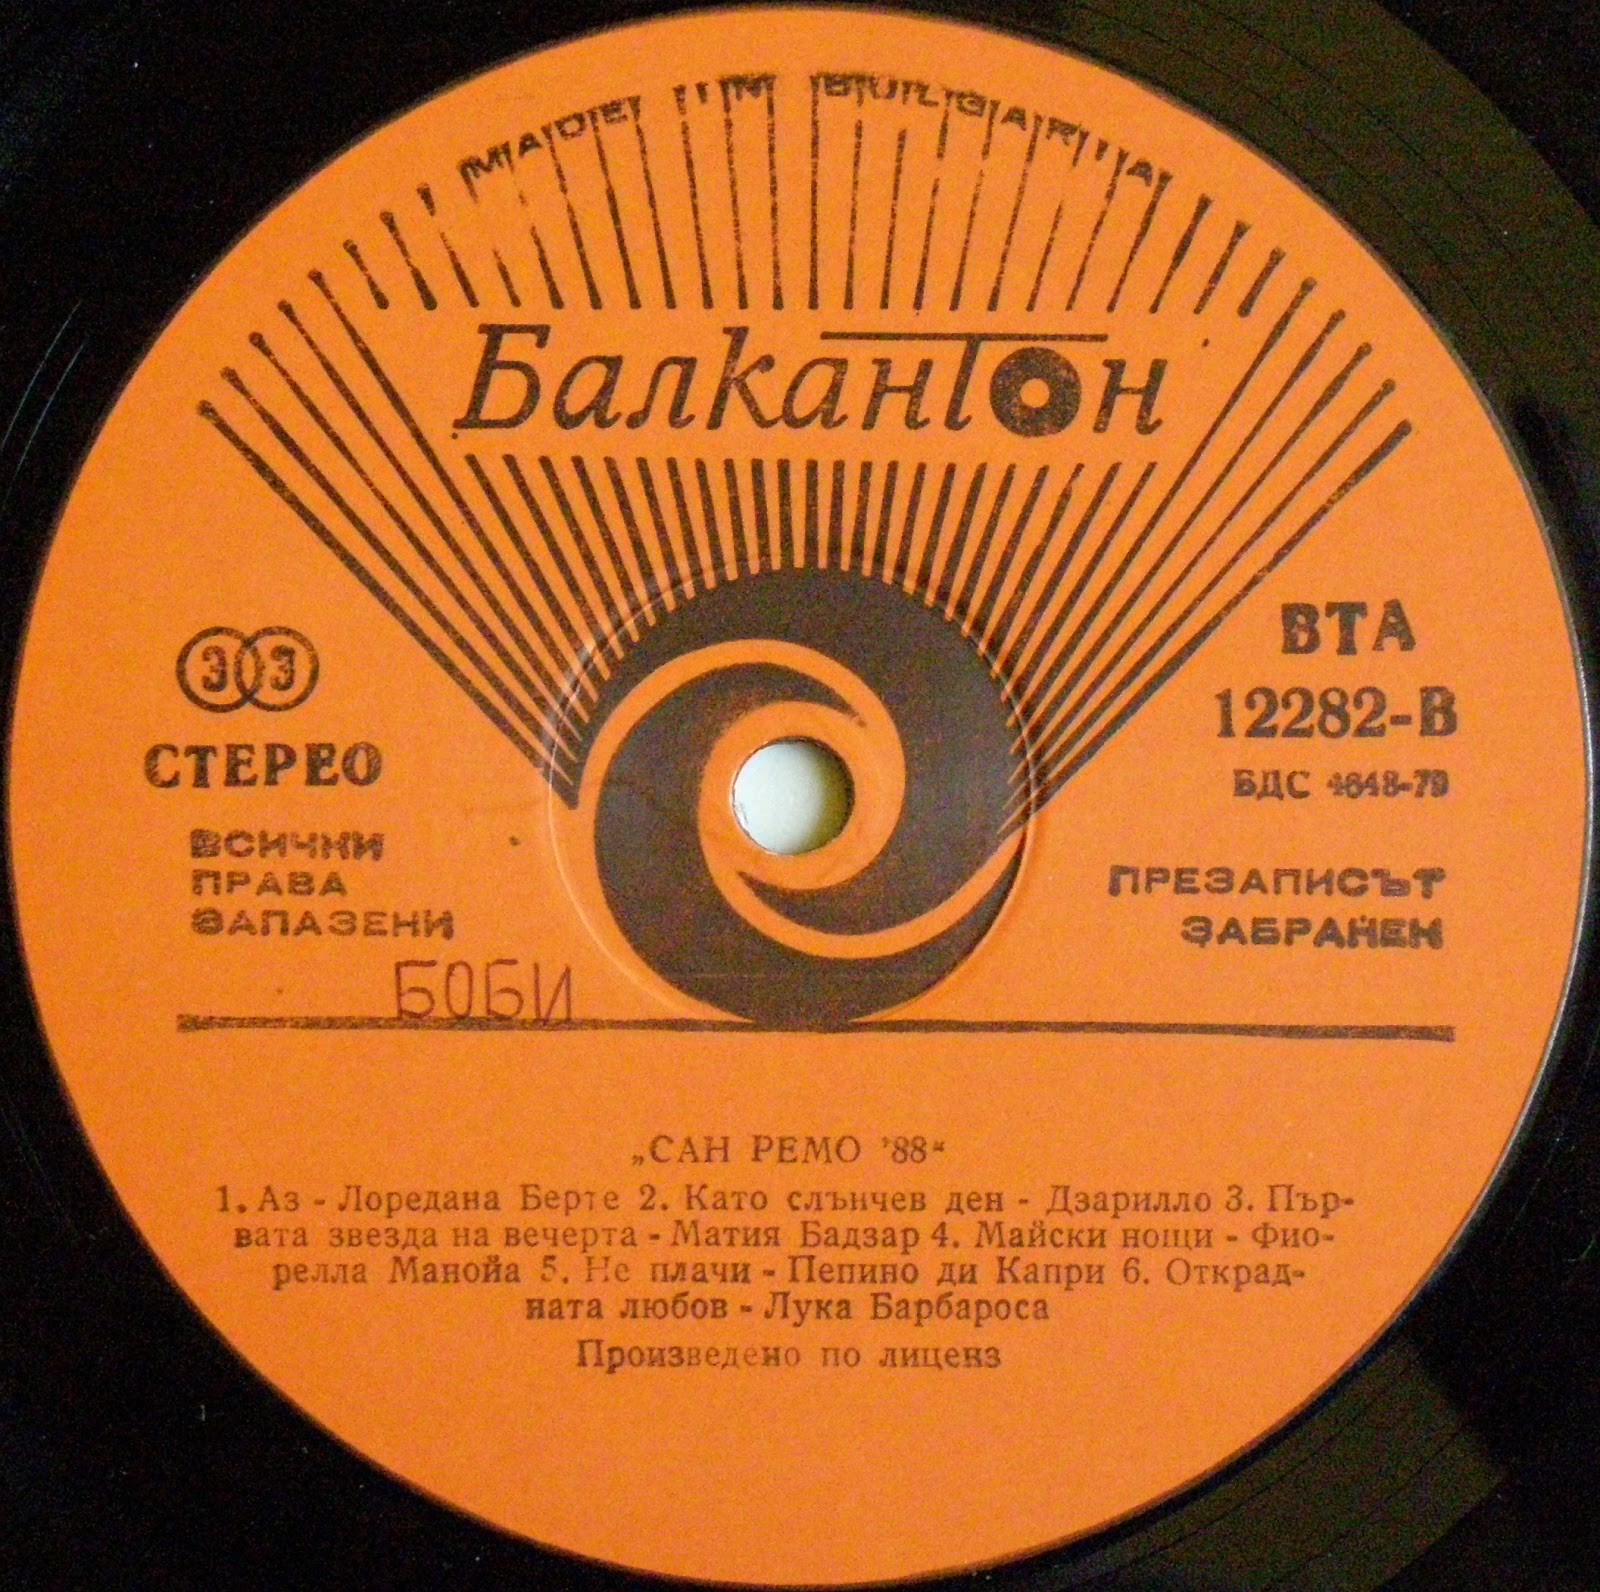 MADE IN BULGARIA
Балкантон
33
СТЕРЕО
ВСИЧКИ
ПРАВА
ЗАПАЗЕНИ
БОБИ
ВТА
12282-В
БДС 4648-79
ПРЕЗАПИСЪТ
ЗАБРАНЕН
„САН РЕМО '88“
1. Аз - Лоредана Берте 2. Като слънчев ден - Дзарилло 3. Пър-
вата звезда на вечерта - Матия Бадзар 4. Майски нощи - Фио-
релла Манойа 5. Не плачи - Пепино ди Капри 6. Открад-
ната любов - Лука Барбароса
Произведено по лиценз